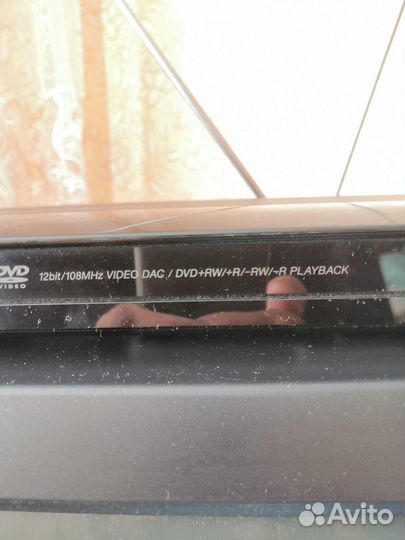 DVD
VIDEO
12bit/108MHz VIDEO DAC / DVD+RW/+R/-RW/-R PLAYBACK
Avito